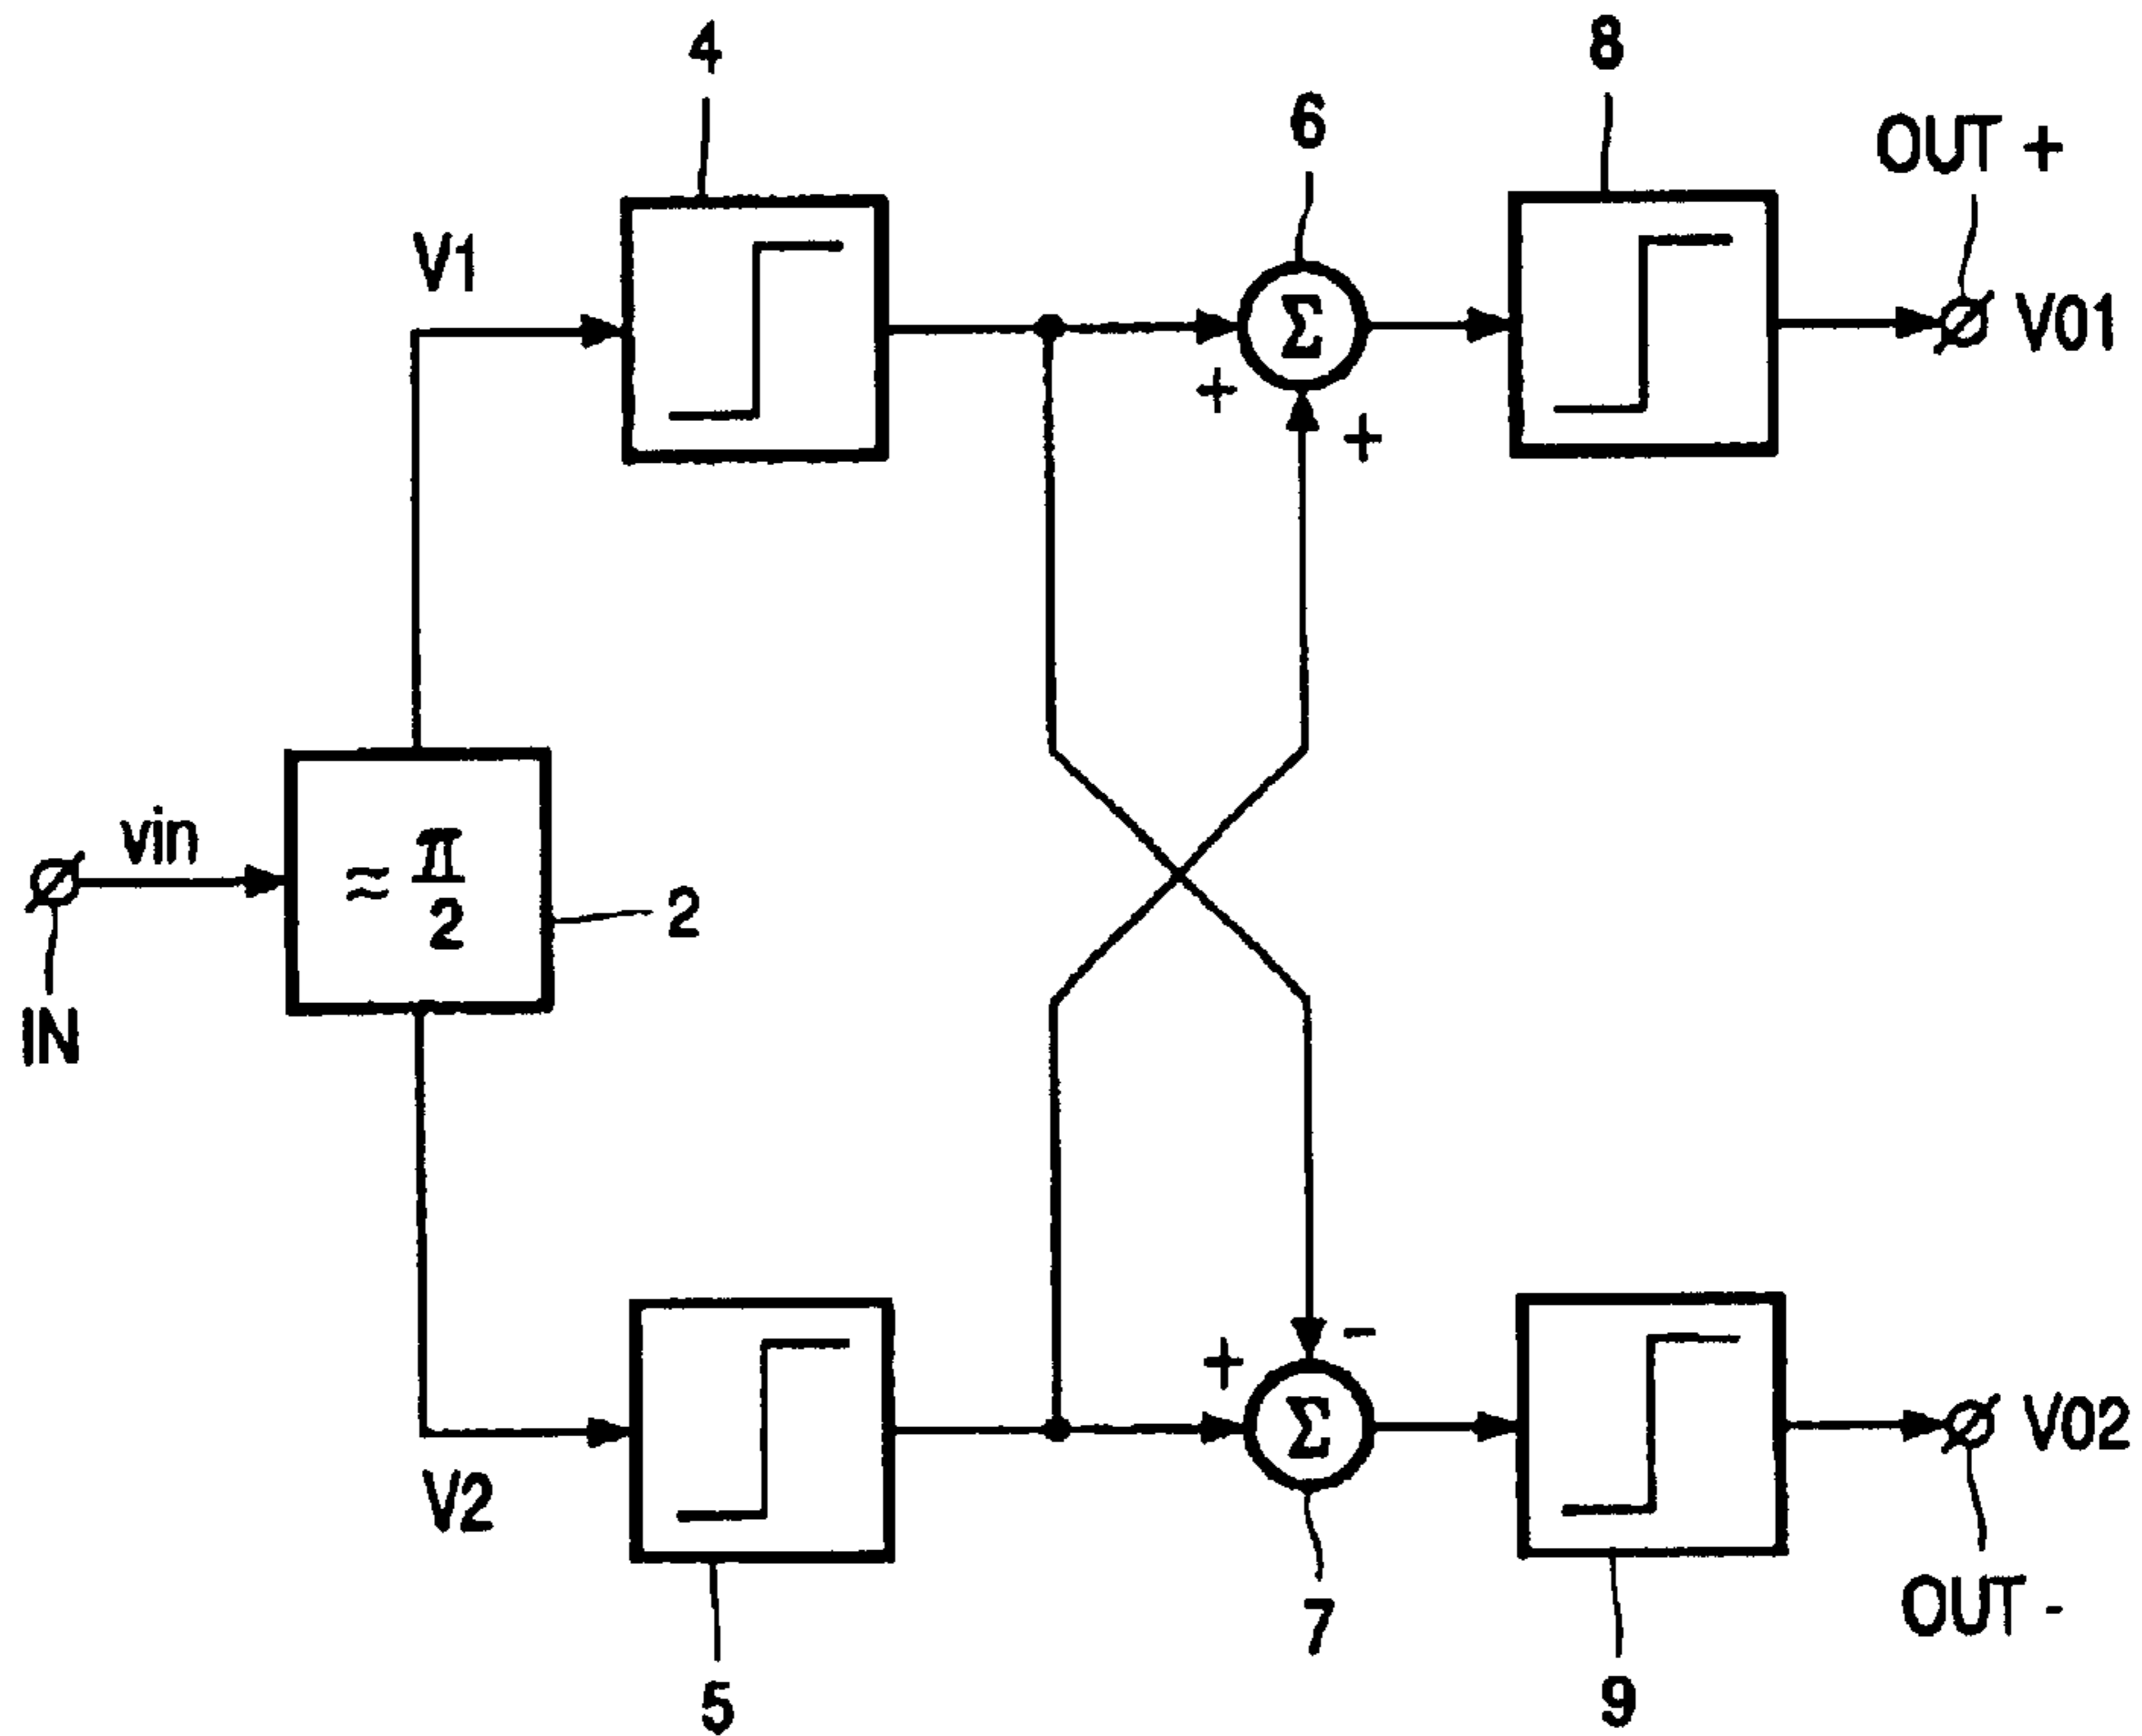 4
8
6
OUT +
V1
Σ
V01
+
+
vin
≈ π/2
2
IN
+
-
Σ
V02
V2
7
OUT -
5
9